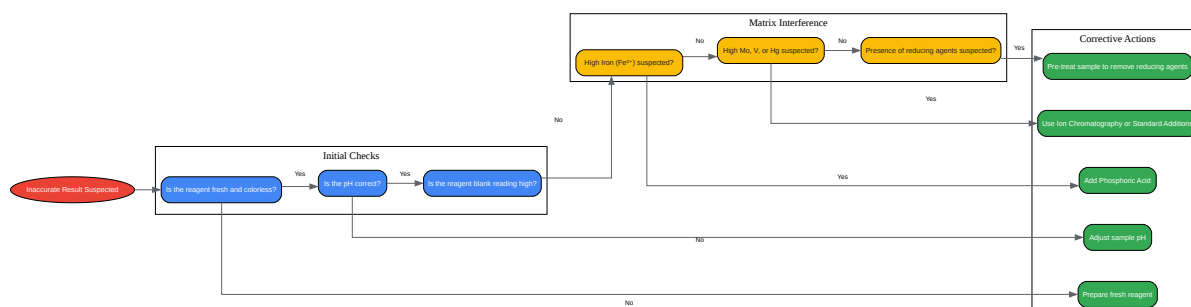 Matrix Interference
No
No
High Iron (Fe³⁺) suspected?
High Mo, V, or Hg suspected?
Presence of reducing agents suspected?
Yes
Corrective Actions
Pre-treat sample to remove reducing agents
Yes
Use Ion Chromatography or Standard Additions
No
Initial Checks
Inaccurate Result Suspected
Is the reagent fresh and colorless?
Yes
Is the pH correct?
Yes
Is the reagent blank reading high?
Yes
Add Phosphoric Acid
No
Adjust sample pH
No
Prepare fresh reagent